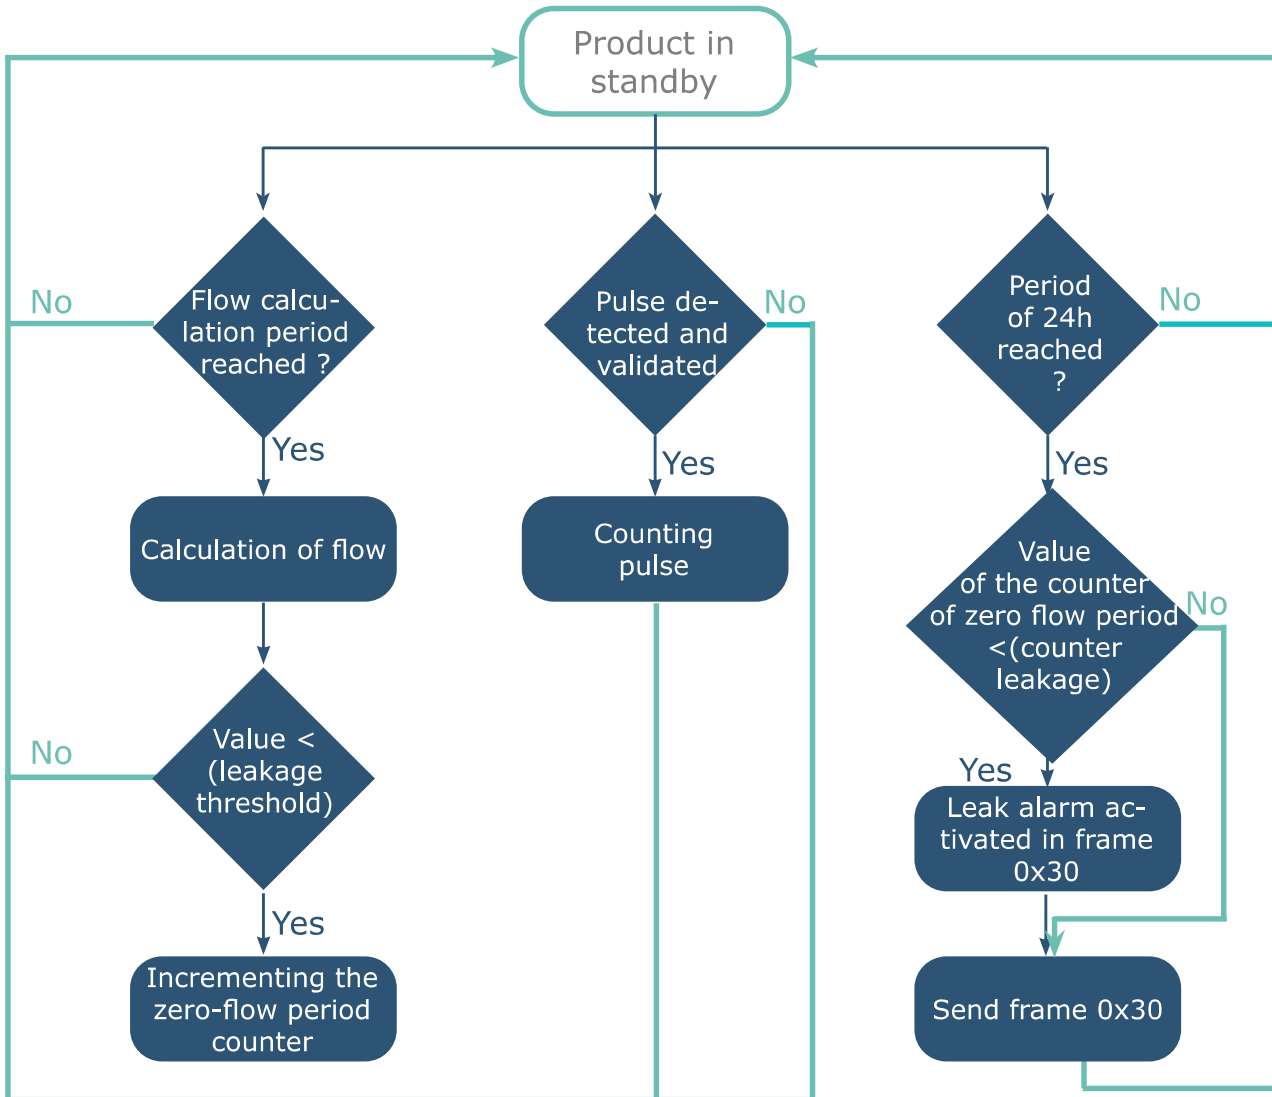 Product in
standby
No
Flow calcu-
lation period
reached ?
Yes
Calculation of flow
No
Value <
(leakage
threshold)
Yes
Incrementing the
zero-flow period
counter
Pulse de-
tected and
validated
No
Yes
Counting
pulse
Period
of 24h
reached
?
No
Yes
Value
of the counter
of zero flow period
<(counter
leakage)
No
Yes
Leak alarm ac-
tivated in frame
0x30
Send frame 0x30